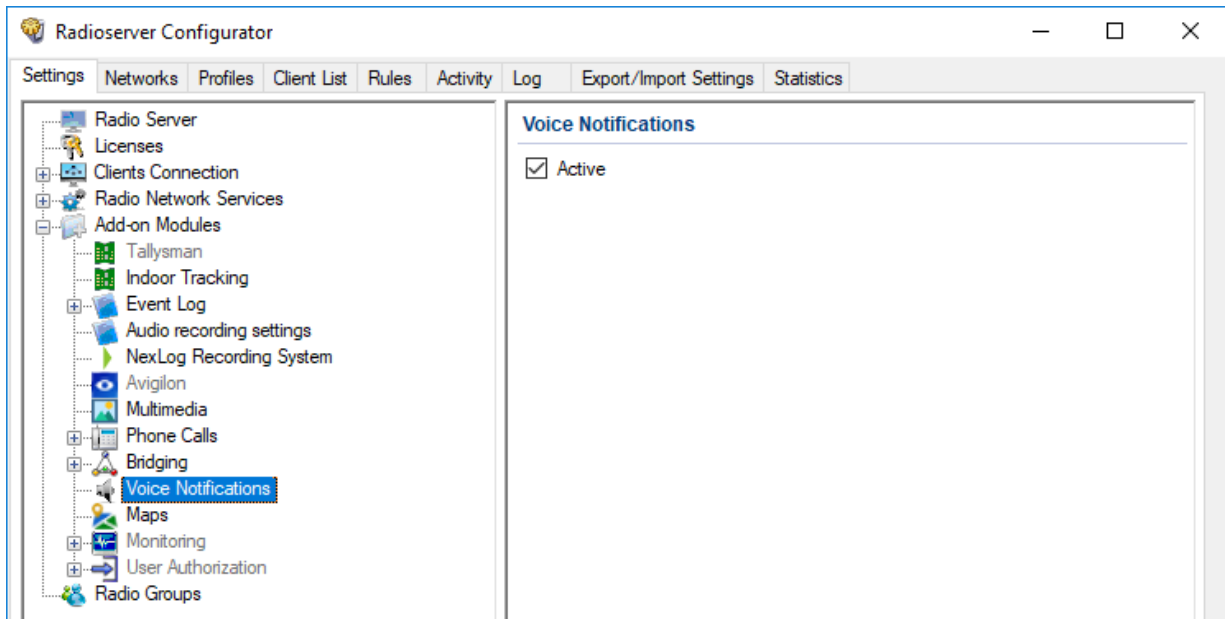 Radioserver Configurator
Settings Networks Profiles Client List Rules Activity Log Export/Import Settings Statistics
Radio Server
Licenses
Clients Connection
Radio Network Services
Add-on Modules
Tallysman
Indoor Tracking
Event Log
Audio recording settings
NexLog Recording System
Avigilon
Multimedia
Phone Calls
Bridging
Voice Notifications
Maps
Monitoring
User Authorization
Radio Groups
Voice Notifications
Active